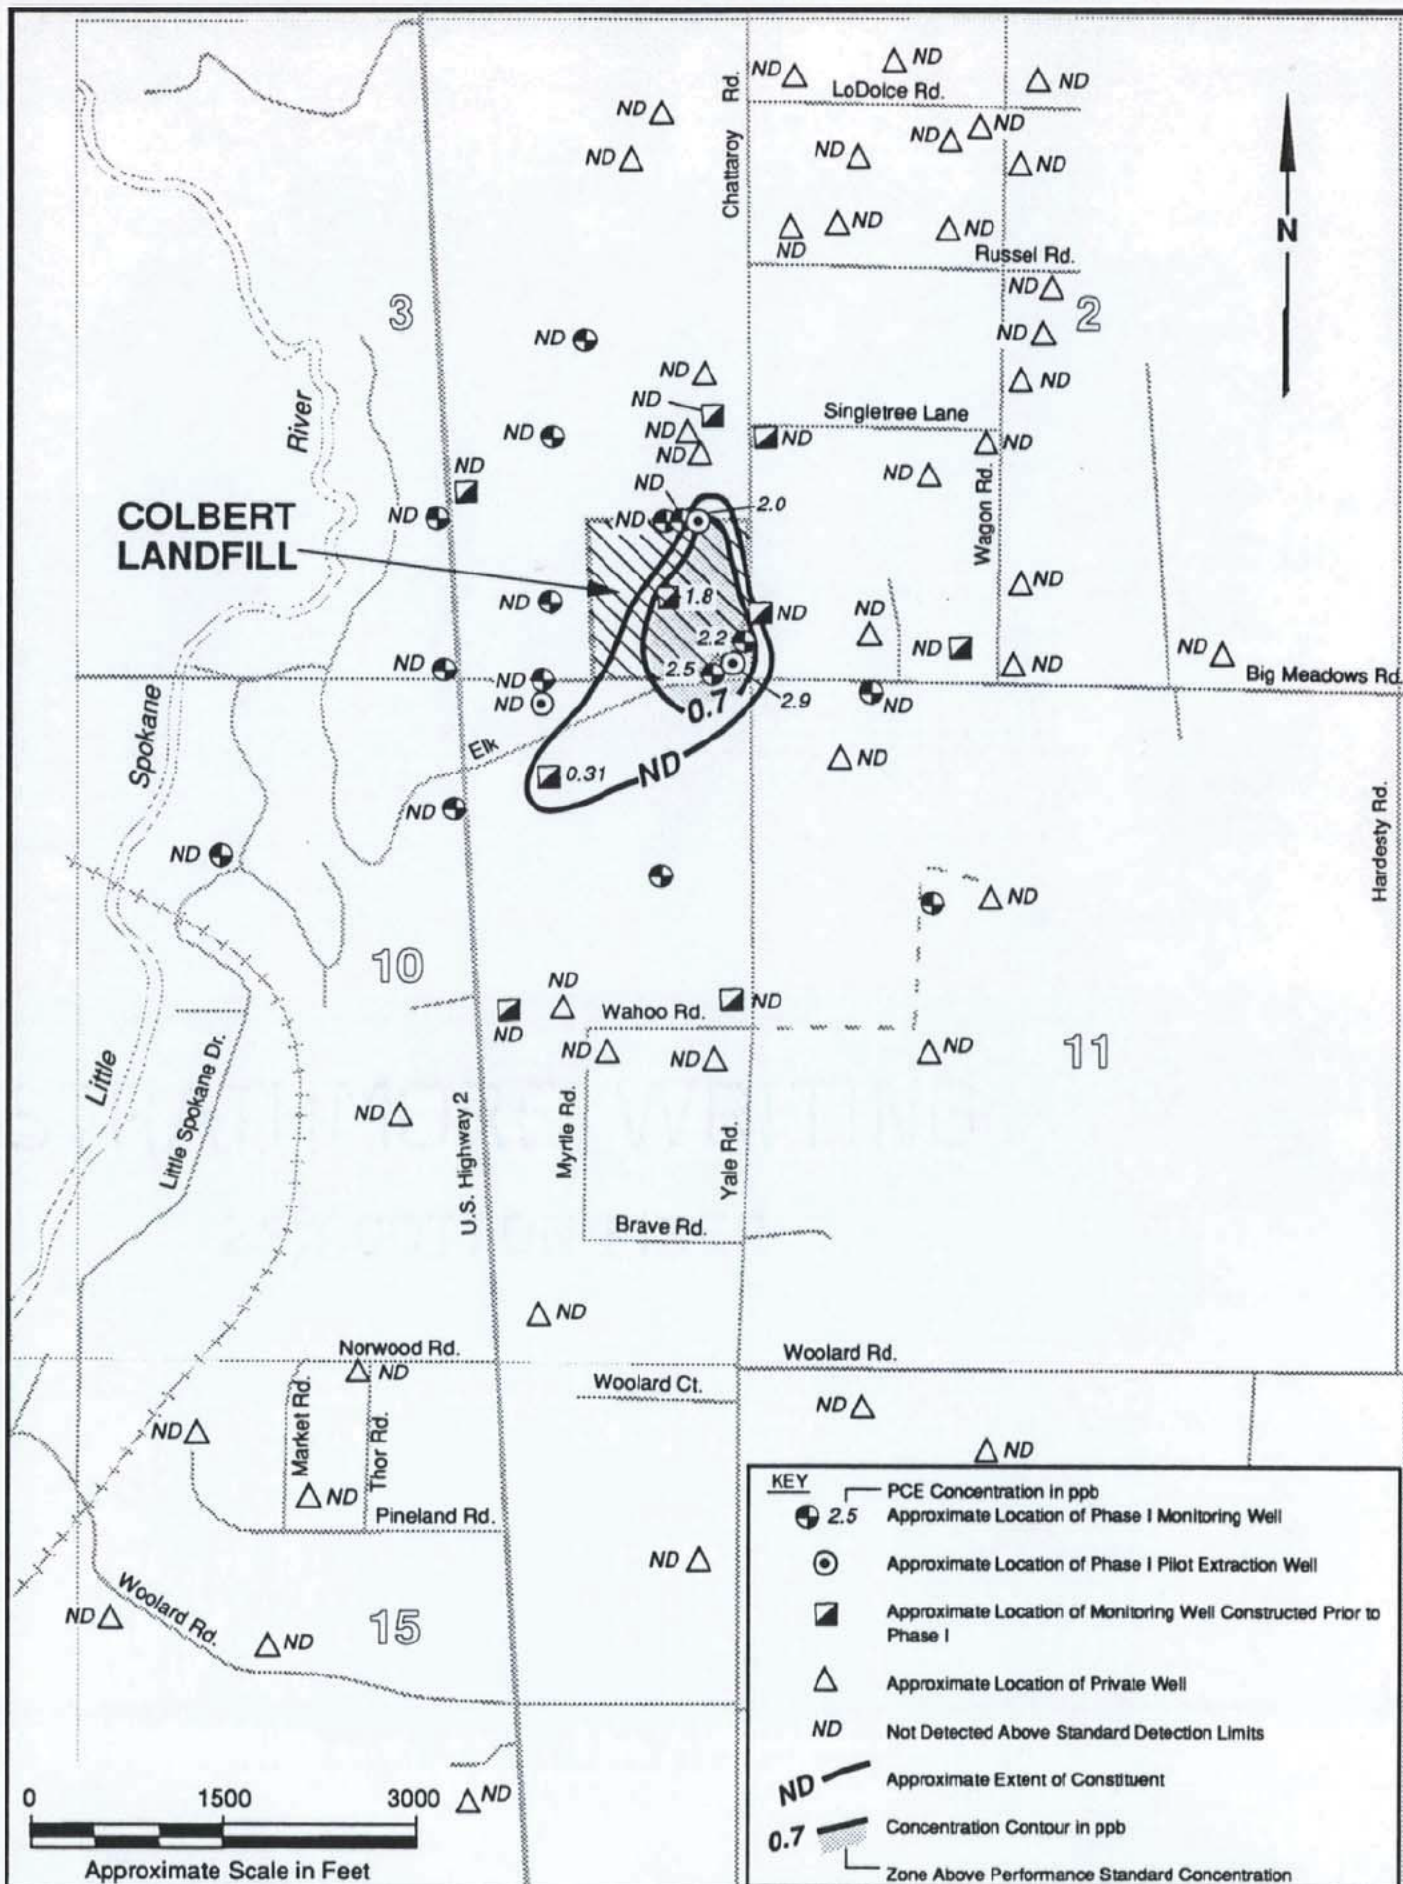 ND ND ND
LoDolce Rd.
ND
ND ND
Chattaroy Rd.
ND ND ND
ND ND ND
Russel Rd.
N
3
ND
2
ND
ND
River
ND
ND
ND
Singletree Lane
ND
ND
ND ND
ND
ND
ND
ND
Wagon Rd.
COLBERT
LANDFILL
ND
ND
ND
2.0
ND
1.8
ND
ND
ND
2.2
ND
ND
2.5
ND
ND
Big Meadows Rd.
ND
ND
0.7
2.9
ND
Spokane
Elk
ND
ND
0.31
ND
Hardesty Rd.
ND
ND
10
ND
ND
Wahoo Rd.
ND
ND
ND
11
ND
Little
Little Spokane Dr.
ND
U.S. Highway 2
Myrtle Rd.
Yale Rd.
Brave Rd.
ND
Norwood Rd.
Woolard Rd.
ND
Woolard Ct.
ND
ND
Market Rd.
Thor Rd.
ND
ND
Pineland Rd.
ND
Woolard Rd.
ND
ND
15
ND
KEY
PCE Concentration in ppb
2.5 Approximate Location of Phase I Monitoring Well
Approximate Location of Phase I Pilot Extraction Well
Approximate Location of Monitoring Well Constructed Prior to
Phase I
Approximate Location of Private Well
ND Not Detected Above Standard Detection Limits
ND Approximate Extent of Constituent
0.7 Concentration Contour in ppb
Zone Above Performance Standard Concentration
0 1500 3000
Approximate Scale in Feet